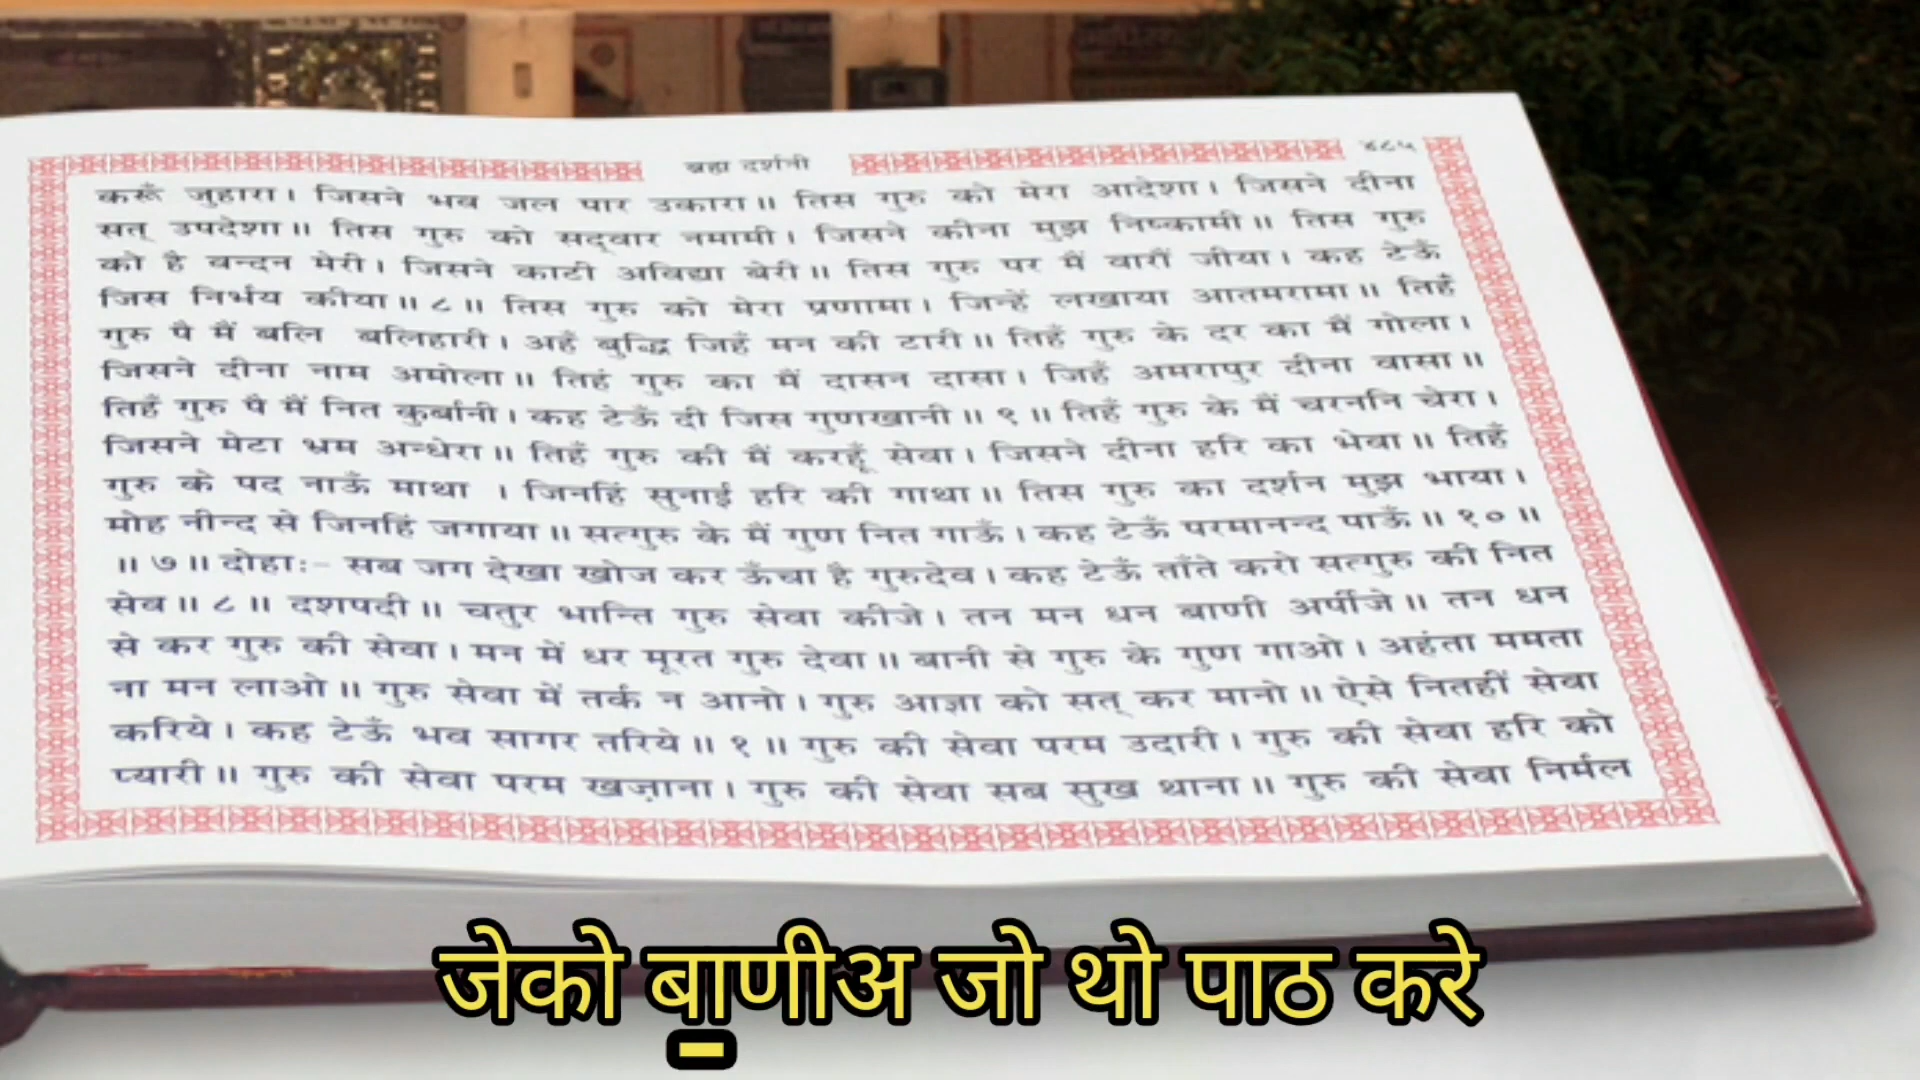 ब्रह्म दर्शनी
४८५
करूँ जुहारा। जिसने भव जल पार उकारा॥ तिस गुरु को मेरा आदेशा। जिसने दीना
सत् उपदेशा॥ तिस गुरु को सद्‌वार नमामी। जिसने कीना मुझ निष्कामी॥ तिस गुरु
को है वन्दन मेरी। जिसने काटी अविद्या बेरी॥ तिस गुरु पर मैं वारौं जीया। कह टेऊँ
जिस निर्भय कीया॥ ८॥ तिस गुरु को मेरा प्रणामा। जिन्हें लखाया आतमरामा॥ तिहँ
गुरु पै मैं बलि बलिहारी। अहँ बुद्धि जिहँ मन की टारी॥ तिहँ गुरु के दर का मैं गोला।
जिसने दीना नाम अमोला॥ तिहं गुरु का मैं दासन दासा। जिहँ अमरापुर दीना वासा॥
तिहँ गुरु पै मैं नित कुर्बानी। कह टेऊँ दी जिस गुणखानी॥ ९॥ तिहँ गुरु के मैं चरननि चेरा।
जिसने मेटा भ्रम अन्धेरा॥ तिहँ गुरु की मैं करहूँ सेवा। जिसने दीना हरि का भेवा॥ तिहँ
गुरु के पद नाऊँ माथा । जिनहिं सुनाई हरि की गाथा॥ तिस गुरु का दर्शन मुझ भाया।
मोह नीन्द से जिनहिं जगाया॥ सत्गुरु के मैं गुण नित गाऊँ। कह टेऊँ परमानन्द पाऊँ॥ १०॥
॥ ७॥ दोहा:- सब जग देखा खोज कर ऊँचा है गुरुदेव। कह टेऊँ ताँते करो सत्गुरु की नित
सेव॥ ८॥ दशपदी॥ चतुर भान्ति गुरु सेवा कीजे। तन मन धन बाणी अर्पीजे॥ तन धन
से कर गुरु की सेवा। मन में धर मूरत गुरु देवा॥ बानी से गुरु के गुण गाओ। अहंता ममता
ना मन लाओ॥ गुरु सेवा में तर्क न आनो। गुरु आज्ञा को सत् कर मानो॥ ऐसे नितहीं सेवा
करिये। कह टेऊँ भव सागर तरिये॥ १॥ गुरु की सेवा परम उदारी। गुरु की सेवा हरि को
प्यारी॥ गुरु की सेवा परम खज़ाना। गुरु की सेवा सब सुख थाना॥ गुरु की सेवा निर्मल
जेको ॿाणीअ जो थो पाठ करे